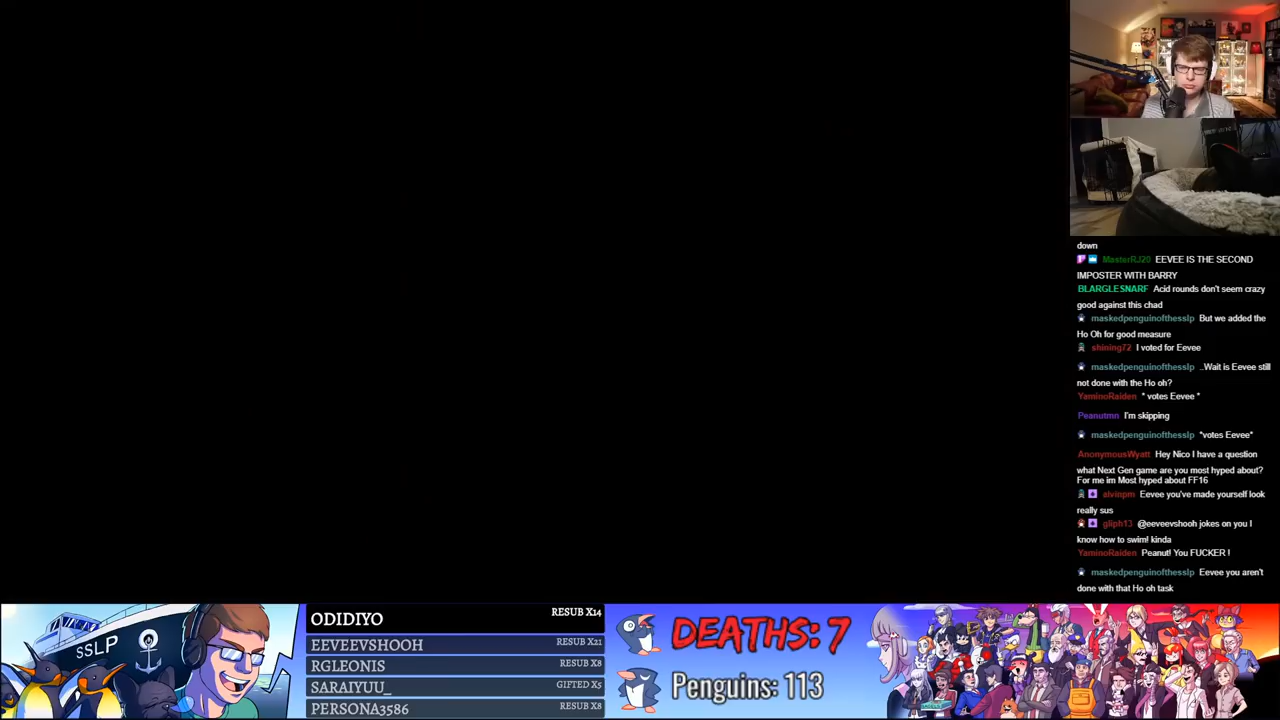 down
MasterRJ20 EEVEE IS THE SECOND
IMPOSTER WITH BARRY
BLARGLESNARF Acid rounds don't seem crazy
good against this chad
maskedpenguinofthesslp But we added the
Ho Oh for good measure
shining72 I voted for Eevee
maskedpenguinofthesslp ..Wait is Eevee still
not done with the Ho oh?
YaminoRaiden * votes Eevee *
Peanutmn I'm skipping
maskedpenguinofthesslp *votes Eevee*
AnonymousWyatt Hey Nico I have a question
what Next Gen game are you most hyped about?
For me im Most hyped about FF16
alvinpm Eevee you've made yourself look
really sus
gliph13 @eeveevshooh jokes on you I
know how to swim! kinda
YaminoRaiden Peanut! You FUCKER !
maskedpenguinofthesslp Eevee you aren't
done with that Ho oh task
SSLP
ODIDIYO RESUB X14
EEVEEVSHOOH RESUB X21
RGLEONIS RESUB X8
SARAIYUU_ GIFTED X5
PERSONA3586 RESUB X8
DEATHS: 7
Penguins: 113